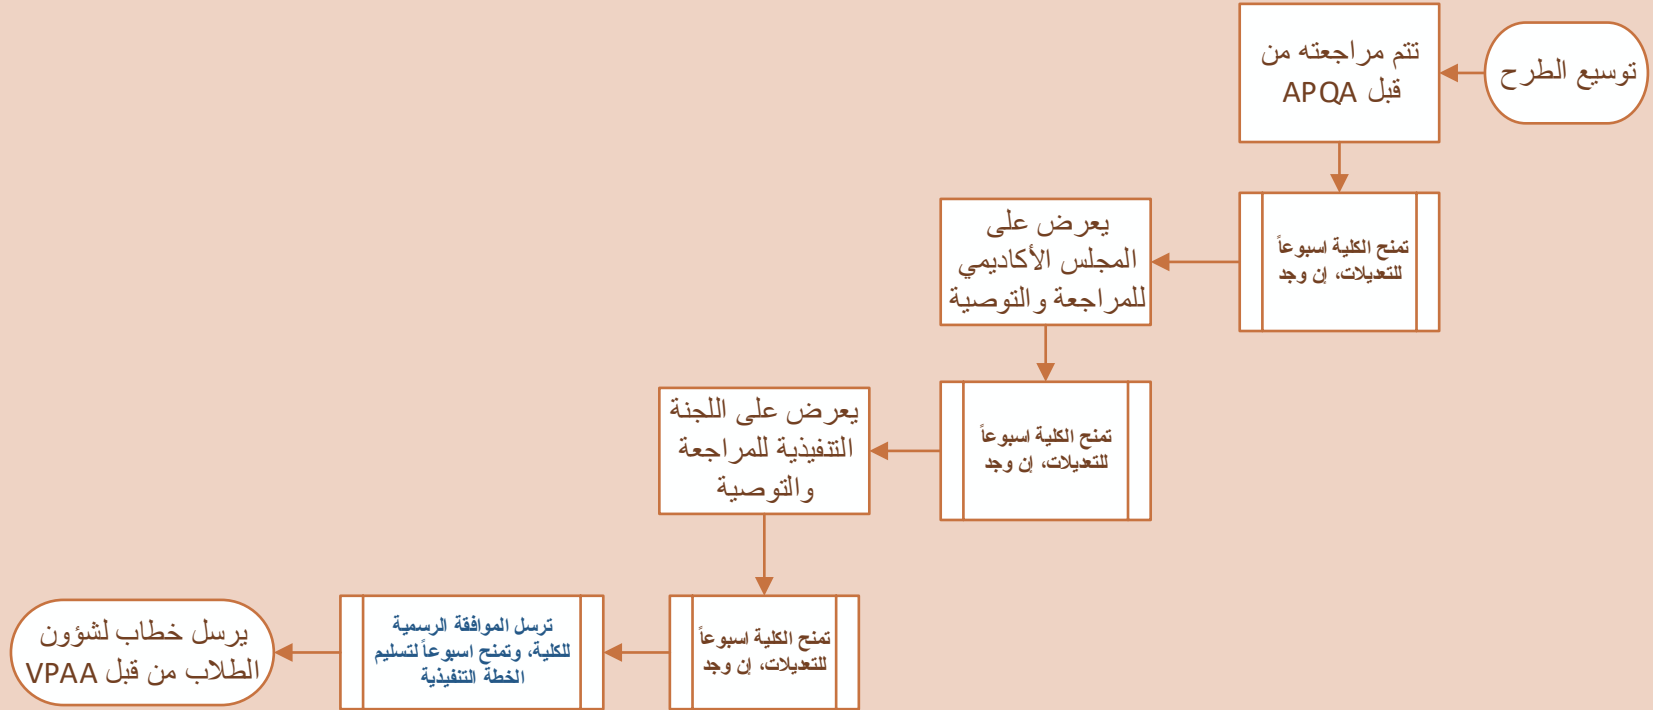 توسيع الطرح
تتم مراجعته من
قبل APQA
تمنح الكلية اسبوعاً
للتعديلات، إن وجد
يعرض على
المجلس الأكاديمي
للمراجعة والتوصية
تمنح الكلية اسبوعاً
للتعديلات، إن وجد
يعرض على اللجنة
التنفيذية للمراجعة
والتوصية
تمنح الكلية اسبوعاً
للتعديلات، إن وجد
ترسل الموافقة الرسمية
للكلية، وتمنح اسبوعاً لتسليم
الخطة التنفيذية
يرسل خطاب لشؤون
الطلاب من قبل VPAA